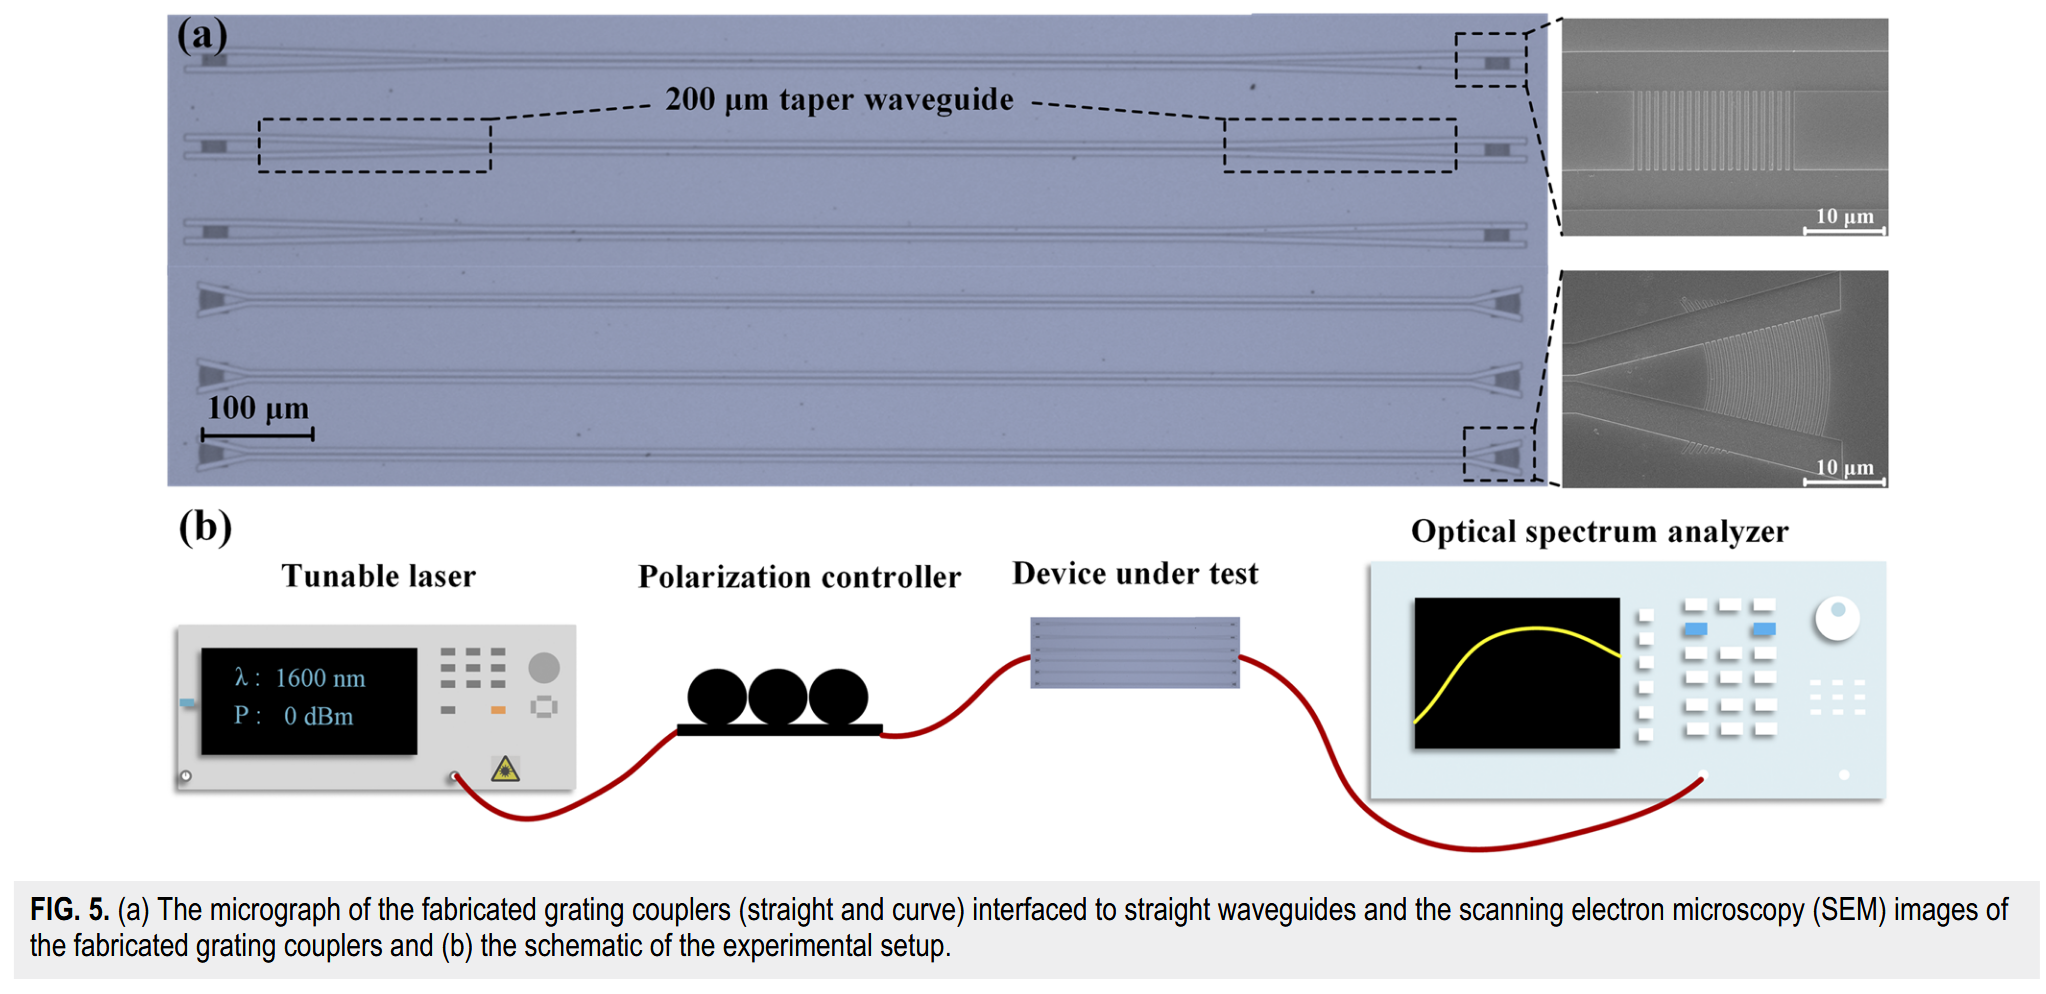 (a)
200 μm taper waveguide
10 μm
100 μm
10 μm
(b)
Tunable laser
Polarization controller
Device under test
Optical spectrum analyzer
λ : 1600 nm
P : 0 dBm
FIG. 5. (a) The micrograph of the fabricated grating couplers (straight and curve) interfaced to straight waveguides and the scanning electron microscopy (SEM) images of
the fabricated grating couplers and (b) the schematic of the experimental setup.